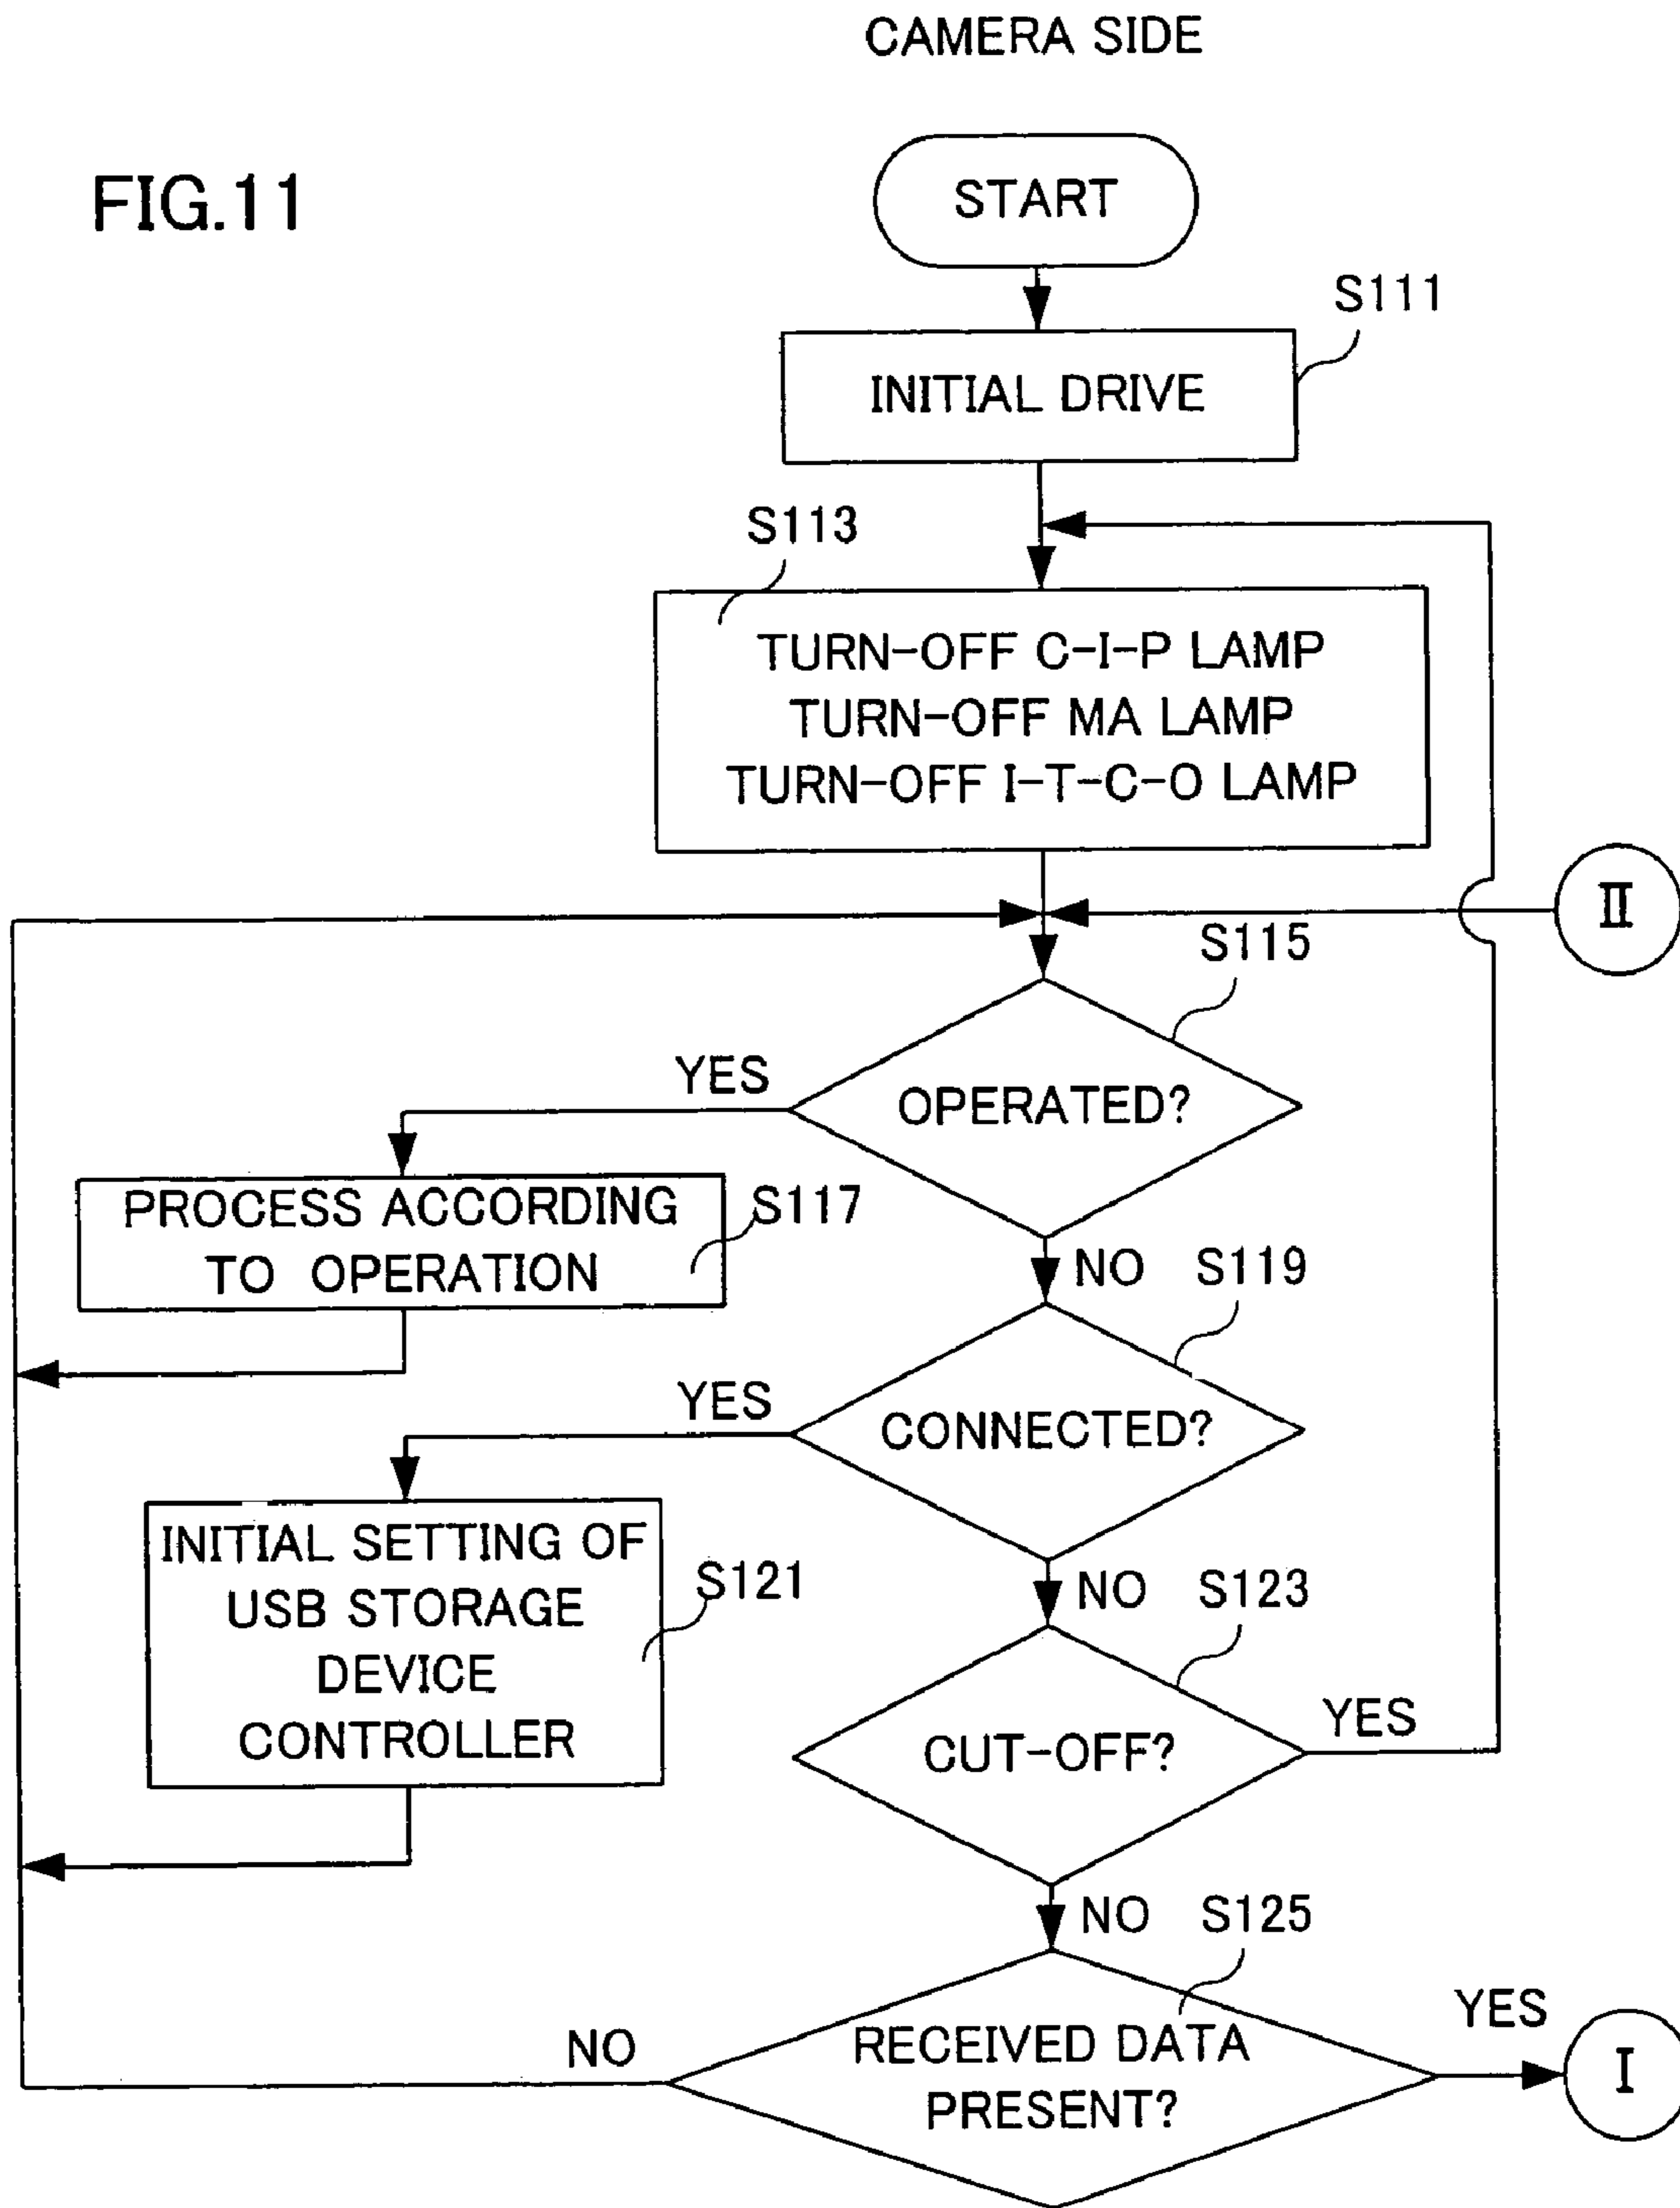 CAMERA SIDE
FIG.11
START
S111
INITIAL DRIVE
S113
TURN-OFF C-I-P LAMP
TURN-OFF MA LAMP
TURN-OFF I-T-C-O LAMP
II
S115
YES
OPERATED?
PROCESS ACCORDING
TO OPERATION
S117
NO
S119
YES
CONNECTED?
INITIAL SETTING OF
USB STORAGE
DEVICE
CONTROLLER
S121
NO
S123
CUT-OFF?
YES
NO
S125
NO
RECEIVED DATA
PRESENT?
YES
I